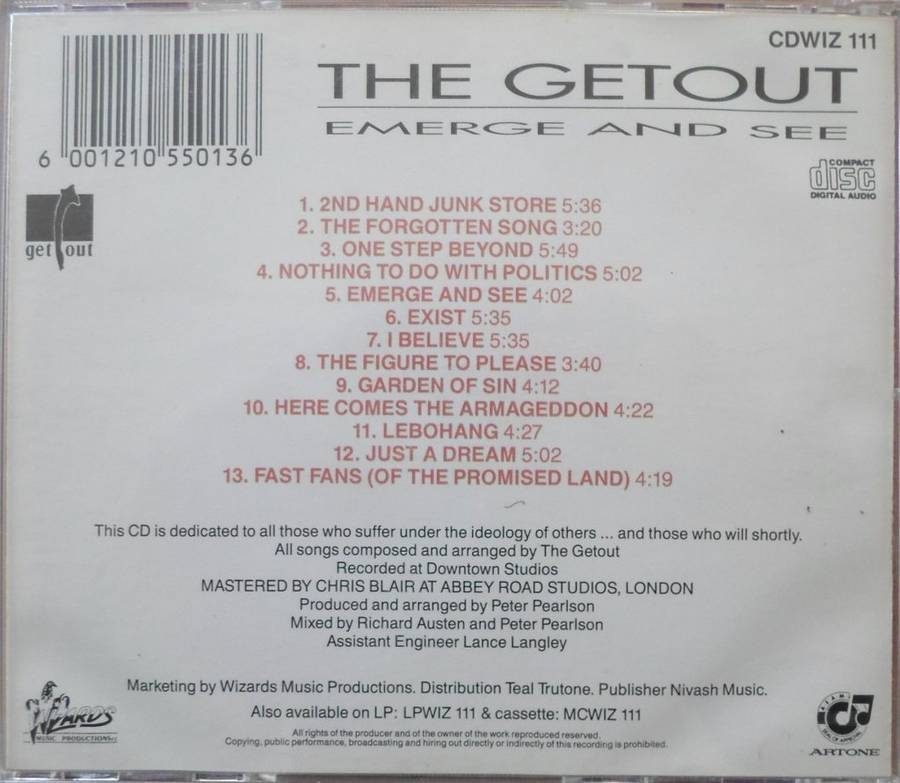 CDWIZ 111
THE GETOUT
EMERGE AND SEE
6 001210 550136
COMPACT
disc
DIGITAL AUDIO
get out
1. 2ND HAND JUNK STORE 5:36
2. THE FORGOTTEN SONG 3:20
3. ONE STEP BEYOND 5:49
4. NOTHING TO DO WITH POLITICS 5:02
5. EMERGE AND SEE 4:02
6. EXIST 5:35
7. I BELIEVE 5:35
8. THE FIGURE TO PLEASE 3:40
9. GARDEN OF SIN 4:12
10. HERE COMES THE ARMAGEDDON 4:22
11. LEBOHANG 4:27
12. JUST A DREAM 5:02
13. FAST FANS (OF THE PROMISED LAND) 4:19
This CD is dedicated to all those who suffer under the ideology of others ... and those who will shortly.
All songs composed and arranged by The Getout
Recorded at Downtown Studios
MASTERED BY CHRIS BLAIR AT ABBEY ROAD STUDIOS, LONDON
Produced and arranged by Peter Pearlson
Mixed by Richard Austen and Peter Pearlson
Assistant Engineer Lance Langley
Marketing by Wizards Music Productions. Distribution Teal Trutone. Publisher Nivash Music.
Also available on LP: LPWIZ 111 & cassette: MCWIZ 111
All rights of the producer and of the owner of the work reproduced reserved.
Copying, public performance, broadcasting and hiring out directly or indirectly of this recording is prohibited.
WIZARDS
MUSIC PRODUCTIONS
SEAL OF APPROVAL
ARTONE